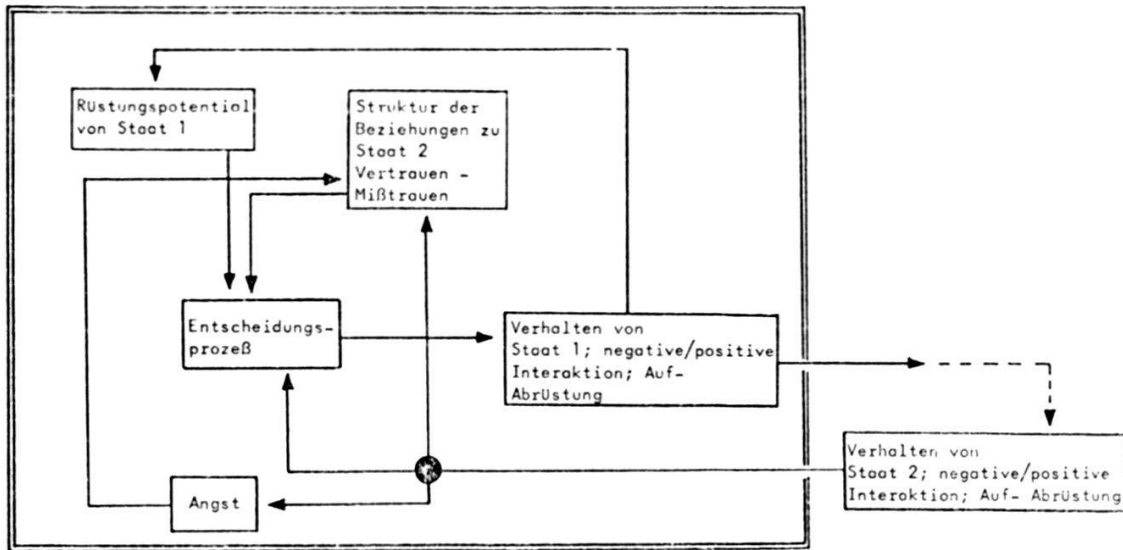 Rüstungspotential
von Staat 1
Struktur der
Beziehungen zu
Staat 2
Vertrauen -
Mißtrauen
Entscheidungs-
prozeß
Verhalten von
Staat 1; negative/positive
Interaktion; Auf-
Abrüstung
Verhalten von
Staat 2; negative/positive
Interaktion; Auf- Abrüstung
Angst